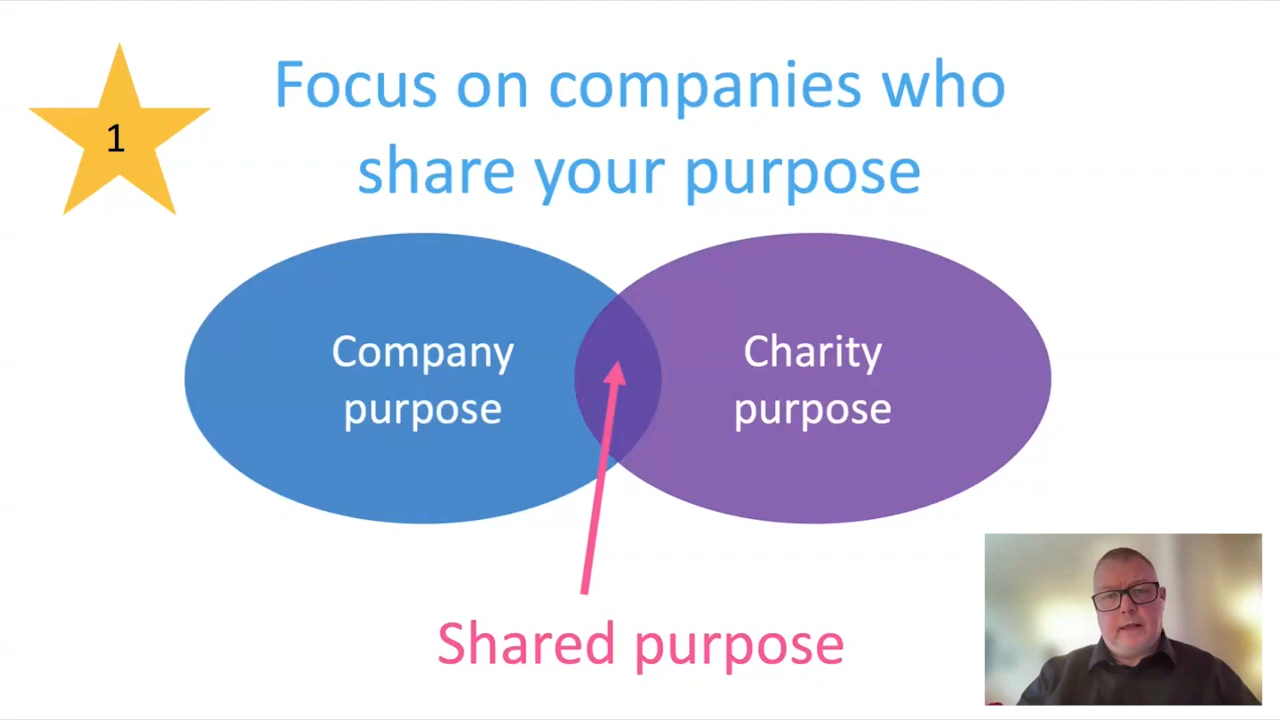 1
Focus on companies who
share your purpose
Company
purpose
Charity
purpose
Shared purpose